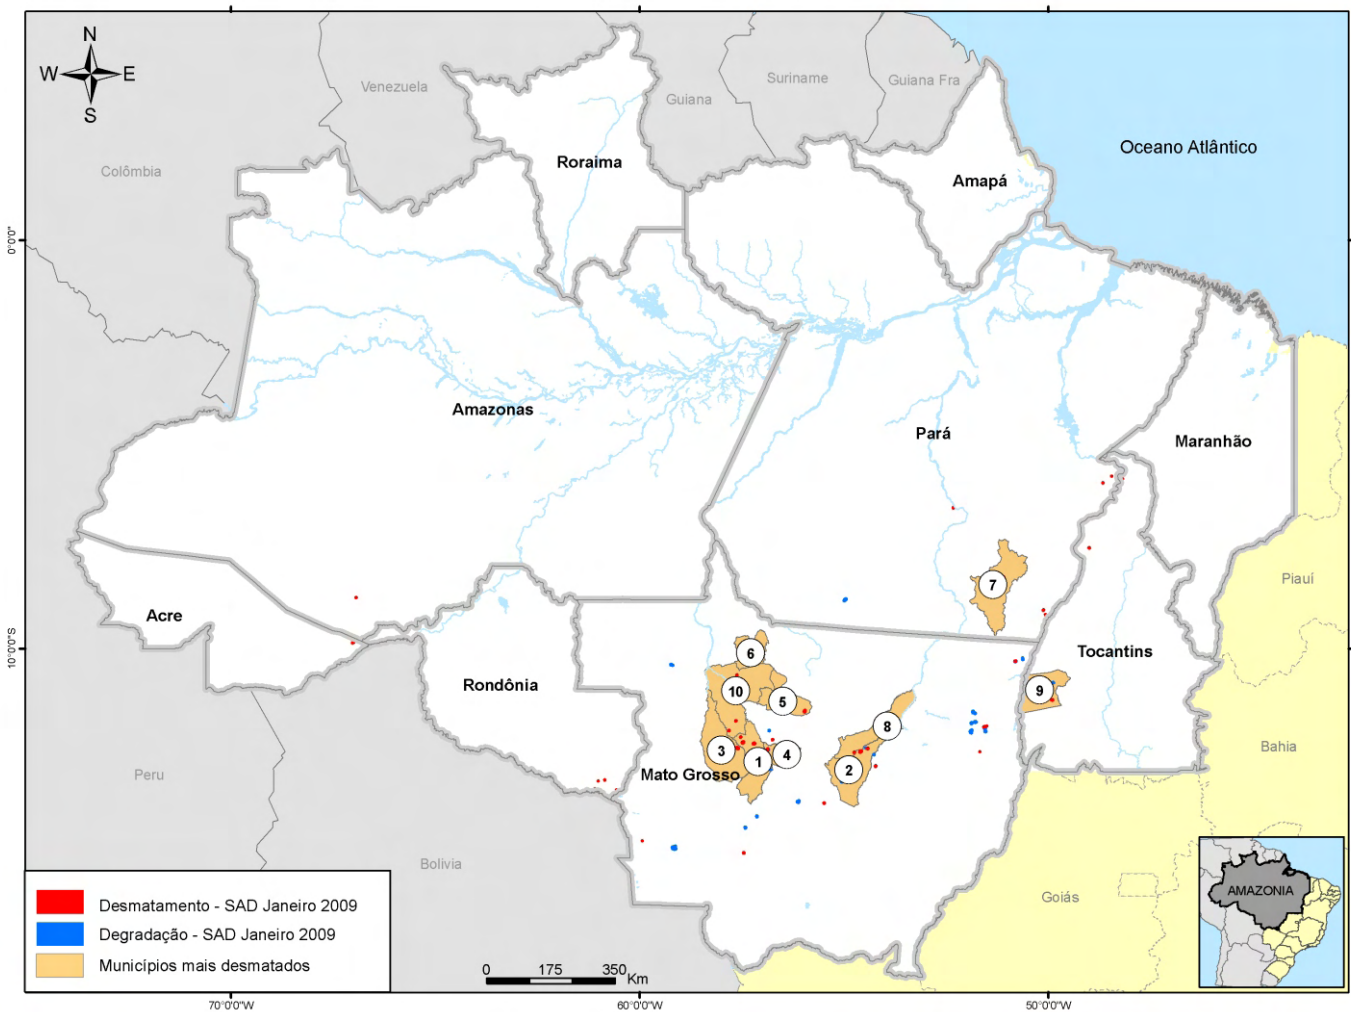 N
W E
S
Venezuela
Suriname
Guiana
Guiana Fra
Colômbia
Oceano Atlântico
Roraima
Amapá
0°0'0"
Amazonas
Pará
Maranhão
Piauí
7
Acre
10°0'0"S
Tocantins
6
Rondônia
10
5
9
8
3
4
1
2
Mato Grosso
Peru
Bahia
Bolivia
Goiás
AMAZONIA
Desmatamento - SAD Janeiro 2009
Degradação - SAD Janeiro 2009
Municípios mais desmatados
0 175 350 Km
70°0'0"W 60°0'0"W 50°0'0"W